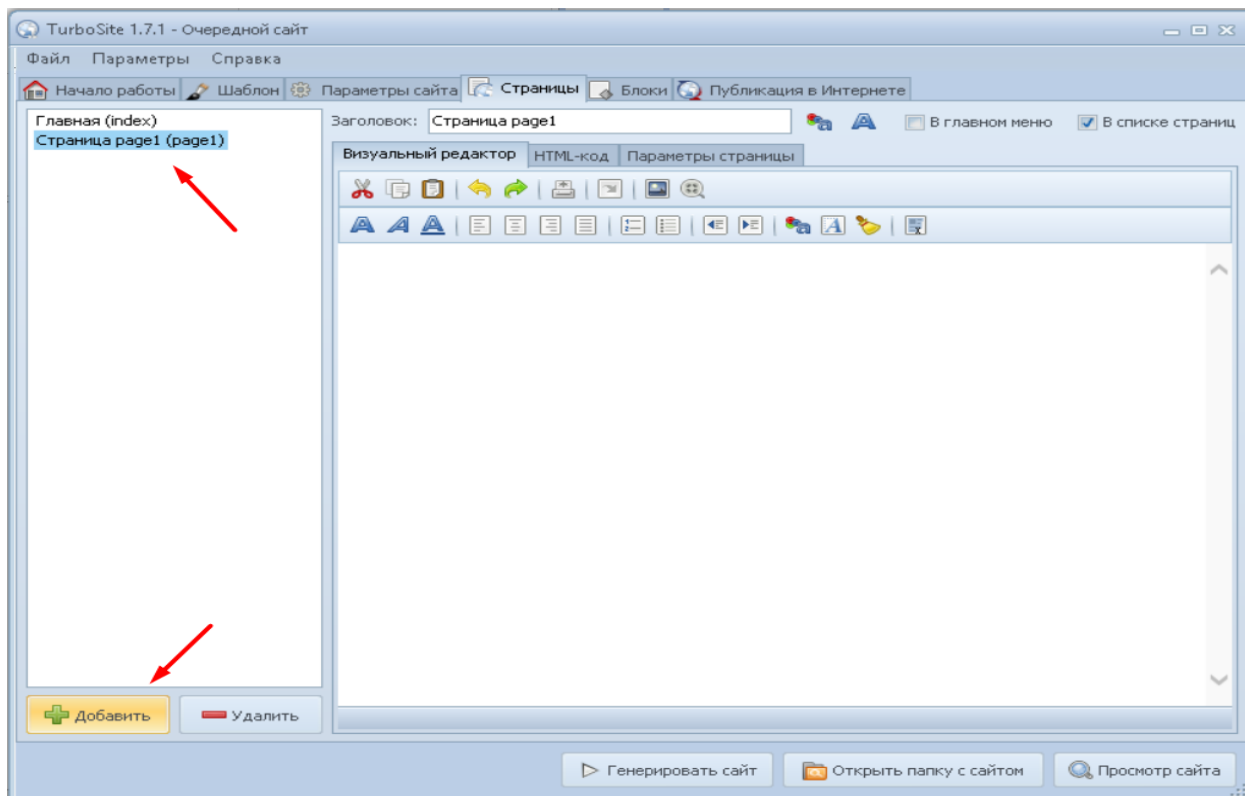 TurboSite 1.7.1 - Очередной сайт
Файл Параметры Справка
Начало работы Шаблон Параметры сайта Страницы Блоки Публикация в Интернете
Главная (index)
Страница page1 (page1)
Заголовок: Страница page1 В главном меню В списке страниц
Визуальный редактор HTML-код Параметры страницы
Добавить Удалить
Генерировать сайт Открыть папку с сайтом Просмотр сайта